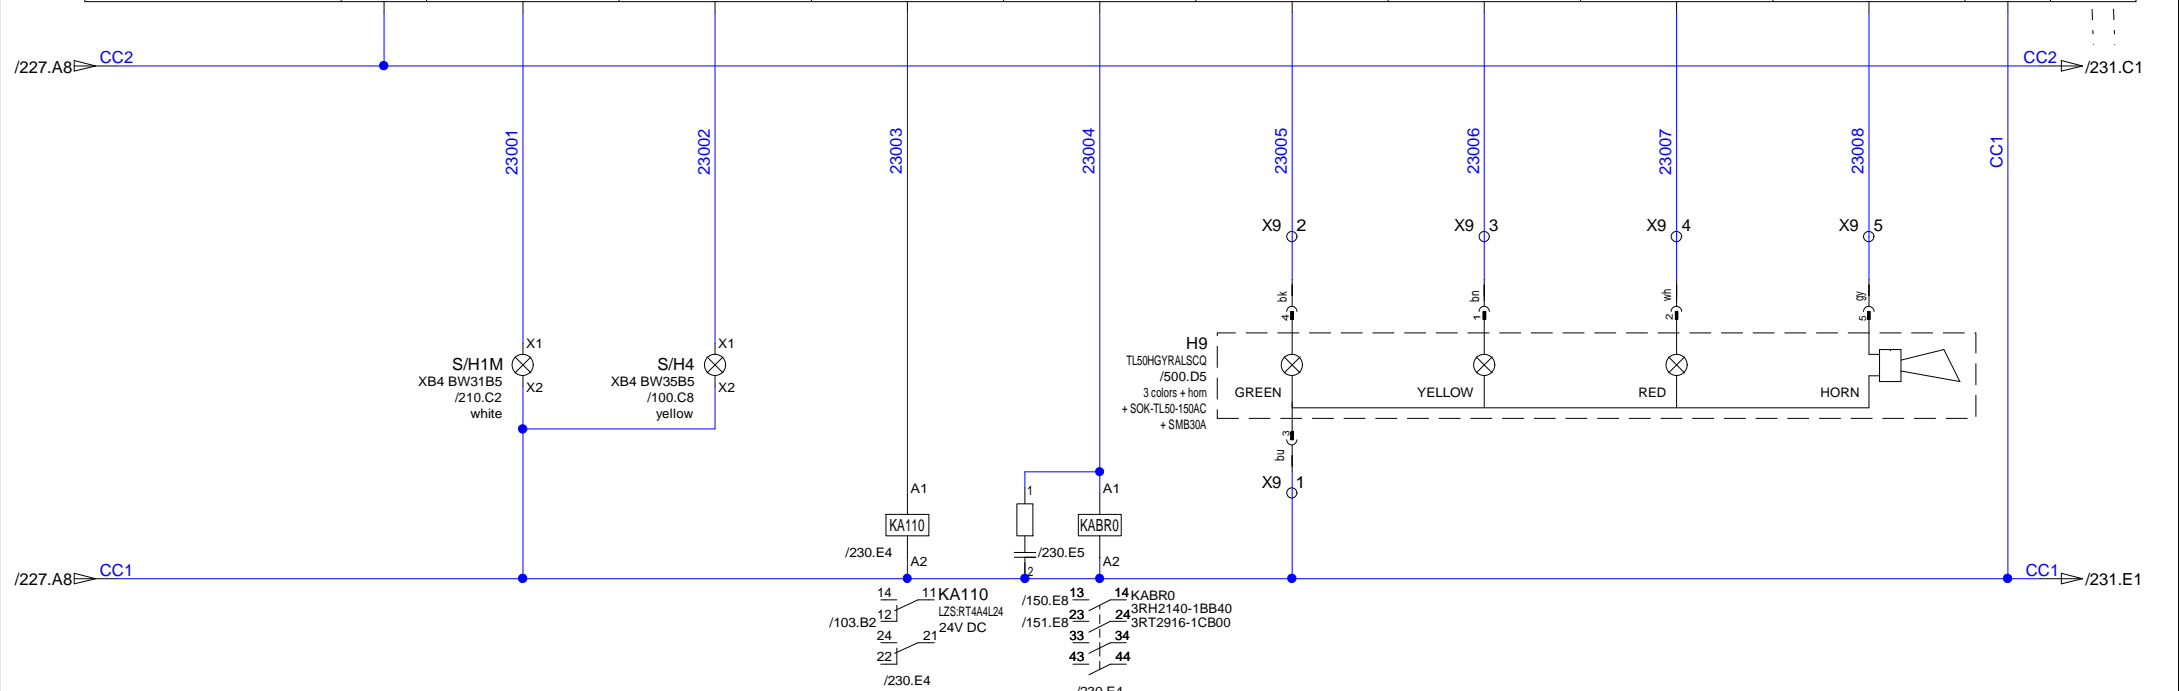 /227.A8 CC2 CC2 /231.C1
23001 23002 23003 23004 23005 23006 23007 23008 CC1
X9 2 X9 3 X9 4 X9 5
bk bn wh gy
4 1 2 5
S/H1M X1
XB4 BW31B5 X2
/210.C2
white
S/H4 X1
XB4 BW35B5 X2
/100.C8
yellow
H9
TL50HGYRALSCQ
/500.D5
3 colors + horn
+ SOK-TL50-150AC
+ SMB30A
GREEN YELLOW RED HORN
3
bu
X9 1
A1 1 A1
KA110 KABR0
/230.E4 A2 /230.E5 A2
2
/227.A8 CC1 CC1 /231.E1
14 11 KA110
12 LZS:RT4A4L24
/103.B2 24V DC
24 21
22
/230.E4
/150.E8 13 14 KABR0
3RH2140-1BB40
/151.E8 23 24 3RT2916-1CB00
33 34
43 44
/230.E4